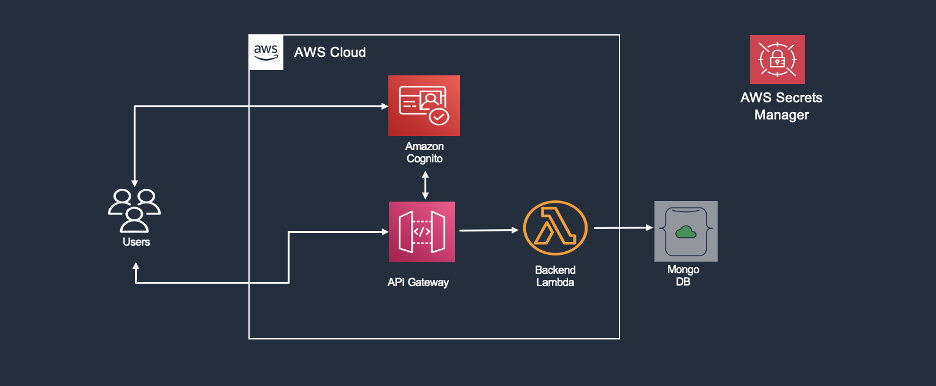 aws
AWS Cloud
AWS Secrets
Manager
Amazon
Cognito
Users
</>
API Gateway
Backend
Lambda
Mongo
DB